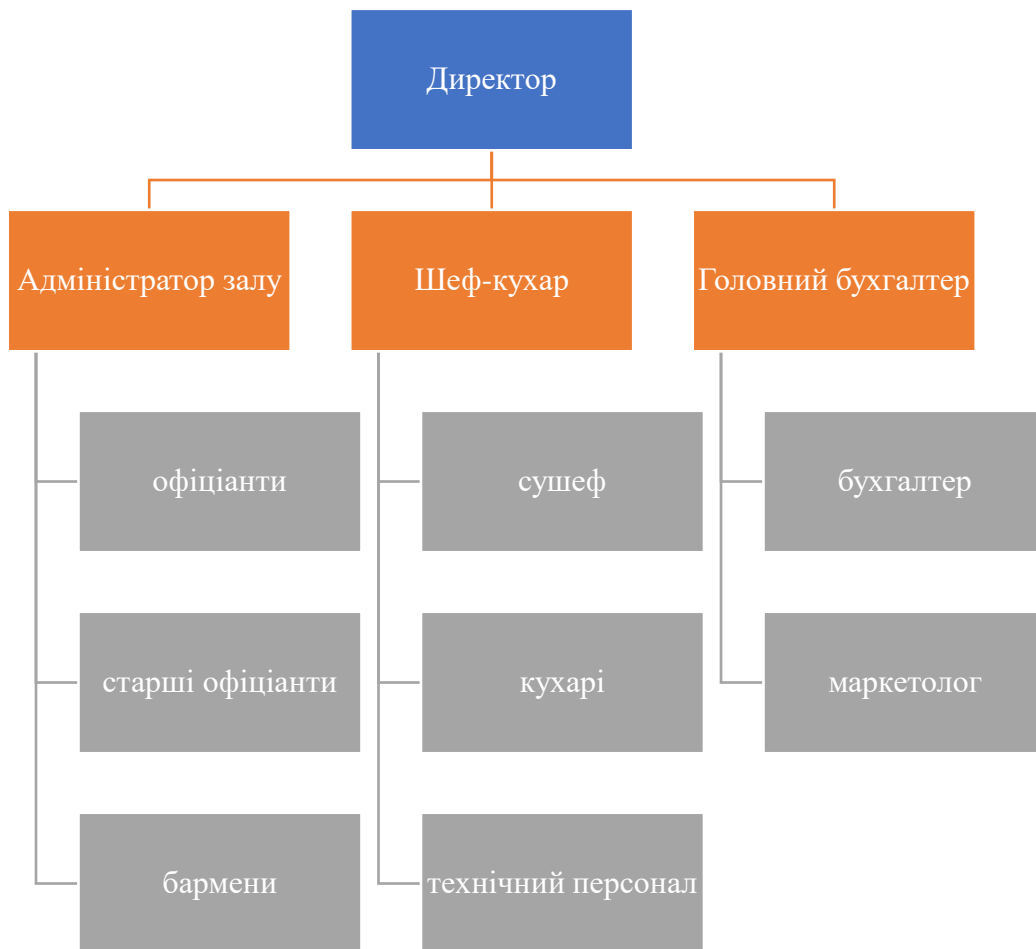 Директор
Адміністратор залу
Шеф-кухар
Головний бухгалтер
офіціанти
сушеф
бухгалтер
старші офіціанти
кухарі
маркетолог
бармени
технічний персонал